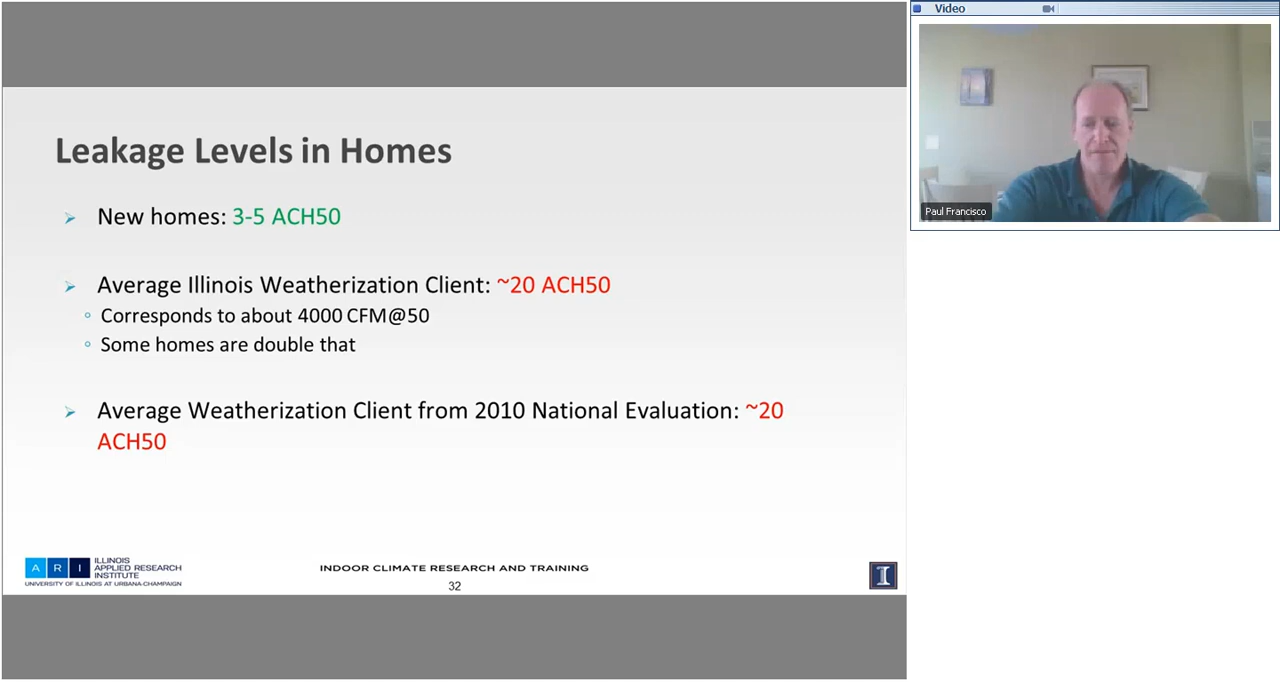 Video
Paul Francisco
Leakage Levels in Homes
New homes: 3-5 ACH50
Average Illinois Weatherization Client: ~20 ACH50
Corresponds to about 4000 CFM@50
Some homes are double that
Average Weatherization Client from 2010 National Evaluation: ~20
ACH50
A R I
ILLINOIS
APPLIED RESEARCH
INSTITUTE
UNIVERSITY OF ILLINOIS AT URBANA-CHAMPAIGN
INDOOR CLIMATE RESEARCH AND TRAINING
32
I